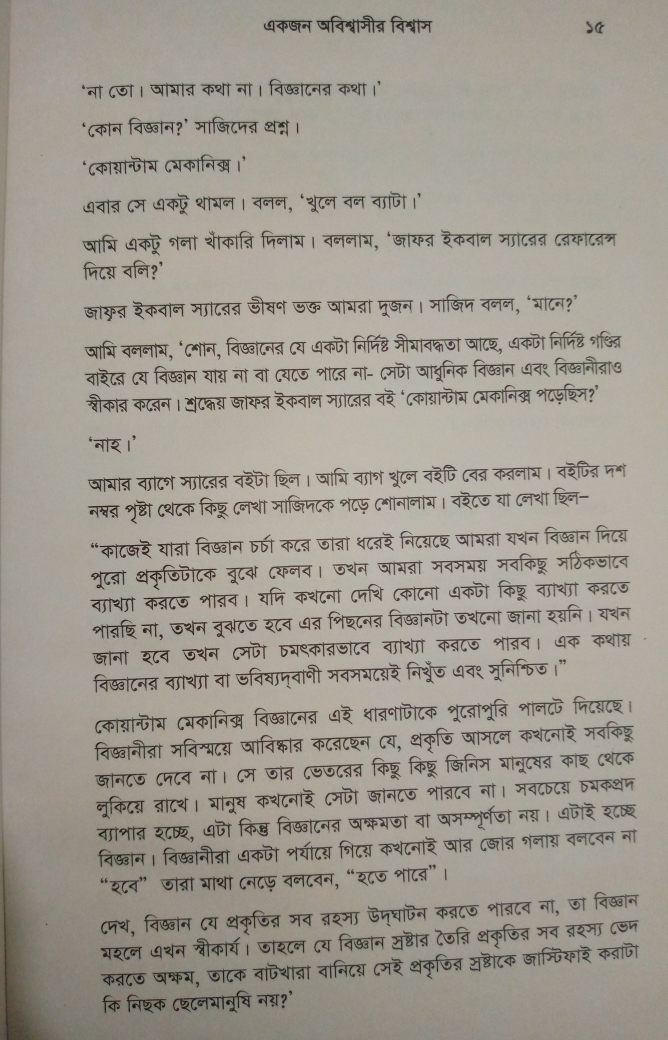 একজন অবিশ্বাসীর বিশ্বাস ১৫
‘না তো। আমার কথা না। বিজ্ঞানের কথা।’
‘কোন বিজ্ঞান?’ সাজিদের প্রশ্ন।
‘কোয়ান্টাম মেকানিক্স।’
এবার সে একটু থামল। বলল, ‘খুলে বল ব্যাটা।’
আমি একটু গলা খাঁকারি দিলাম। বললাম, ‘জাফর ইকবাল স্যারের রেফারেন্স
দিয়ে বলি?’
জাফর ইকবাল স্যারের ভীষণ ভক্ত আমরা দুজন। সাজিদ বলল, ‘মানে?’
আমি বললাম, ‘শোন, বিজ্ঞানের যে একটা নির্দিষ্ট সীমাবদ্ধতা আছে, একটা নির্দিষ্ট গণ্ডির
বাইরে যে বিজ্ঞান যায় না বা যেতে পারে না- সেটা আধুনিক বিজ্ঞান এবং বিজ্ঞানীরাও
স্বীকার করেন। শ্রদ্ধেয় জাফর ইকবাল স্যারের বই ‘কোয়ান্টাম মেকানিক্স পড়েছিস?’
‘নাহ।’
আমার ব্যাগে স্যারের বইটা ছিল। আমি ব্যাগ খুলে বইটি বের করলাম। বইটির দশ
নম্বর পৃষ্ঠা থেকে কিছু লেখা সাজিদকে পড়ে শোনালাম। বইতে যা লেখা ছিল–
“কাজেই যারা বিজ্ঞান চর্চা করে তারা ধরেই নিয়েছে আমরা যখন বিজ্ঞান দিয়ে
পুরো প্রকৃতিটাকে বুঝে ফেলব। তখন আমরা সবসময় সবকিছু সঠিকভাবে
ব্যাখ্যা করতে পারব। যদি কখনো দেখি কোনো একটা কিছু ব্যাখ্যা করতে
পারছি না, তখন বুঝতে হবে এর পিছনের বিজ্ঞানটা তখনো জানা হয়নি। যখন
জানা হবে তখন সেটা চমৎকারভাবে ব্যাখ্যা করতে পারব। এক কথায়
বিজ্ঞানের ব্যাখ্যা বা ভবিষ্যদ্‌বাণী সবসময়েই নিখুঁত এবং সুনিশ্চিত।”
কোয়ান্টাম মেকানিক্স বিজ্ঞানের এই ধারণাটাকে পুরোপুরি পালটে দিয়েছে।
বিজ্ঞানীরা সবিস্ময়ে আবিষ্কার করেছেন যে, প্রকৃতি আসলে কখনোই সবকিছু
জানতে দেবে না। সে তার ভেতরের কিছু কিছু জিনিস মানুষের কাছ থেকে
লুকিয়ে রাখে। মানুষ কখনোই সেটা জানতে পারবে না। সবচেয়ে চমকপ্রদ
ব্যাপার হচ্ছে, এটা কিন্তু বিজ্ঞানের অক্ষমতা বা অসম্পূর্ণতা নয়। এটাই হচ্ছে
বিজ্ঞান। বিজ্ঞানীরা একটা পর্যায়ে গিয়ে কখনোই আর জোর গলায় বলবেন না
“হবে” তারা মাথা নেড়ে বলবেন, “হতে পারে”।
দেখ, বিজ্ঞান যে প্রকৃতির সব রহস্য উদ্‌ঘাটন করতে পারবে না, তা বিজ্ঞান
মহলে এখন স্বীকার্য। তাহলে যে বিজ্ঞান স্রষ্টার তৈরি প্রকৃতির সব রহস্য ভেদ
করতে অক্ষম, তাকে বাটখারা বানিয়ে সেই প্রকৃতির স্রষ্টাকে জাস্টিফাই করাটা
কি নিছক ছেলেমানুষি নয়?’